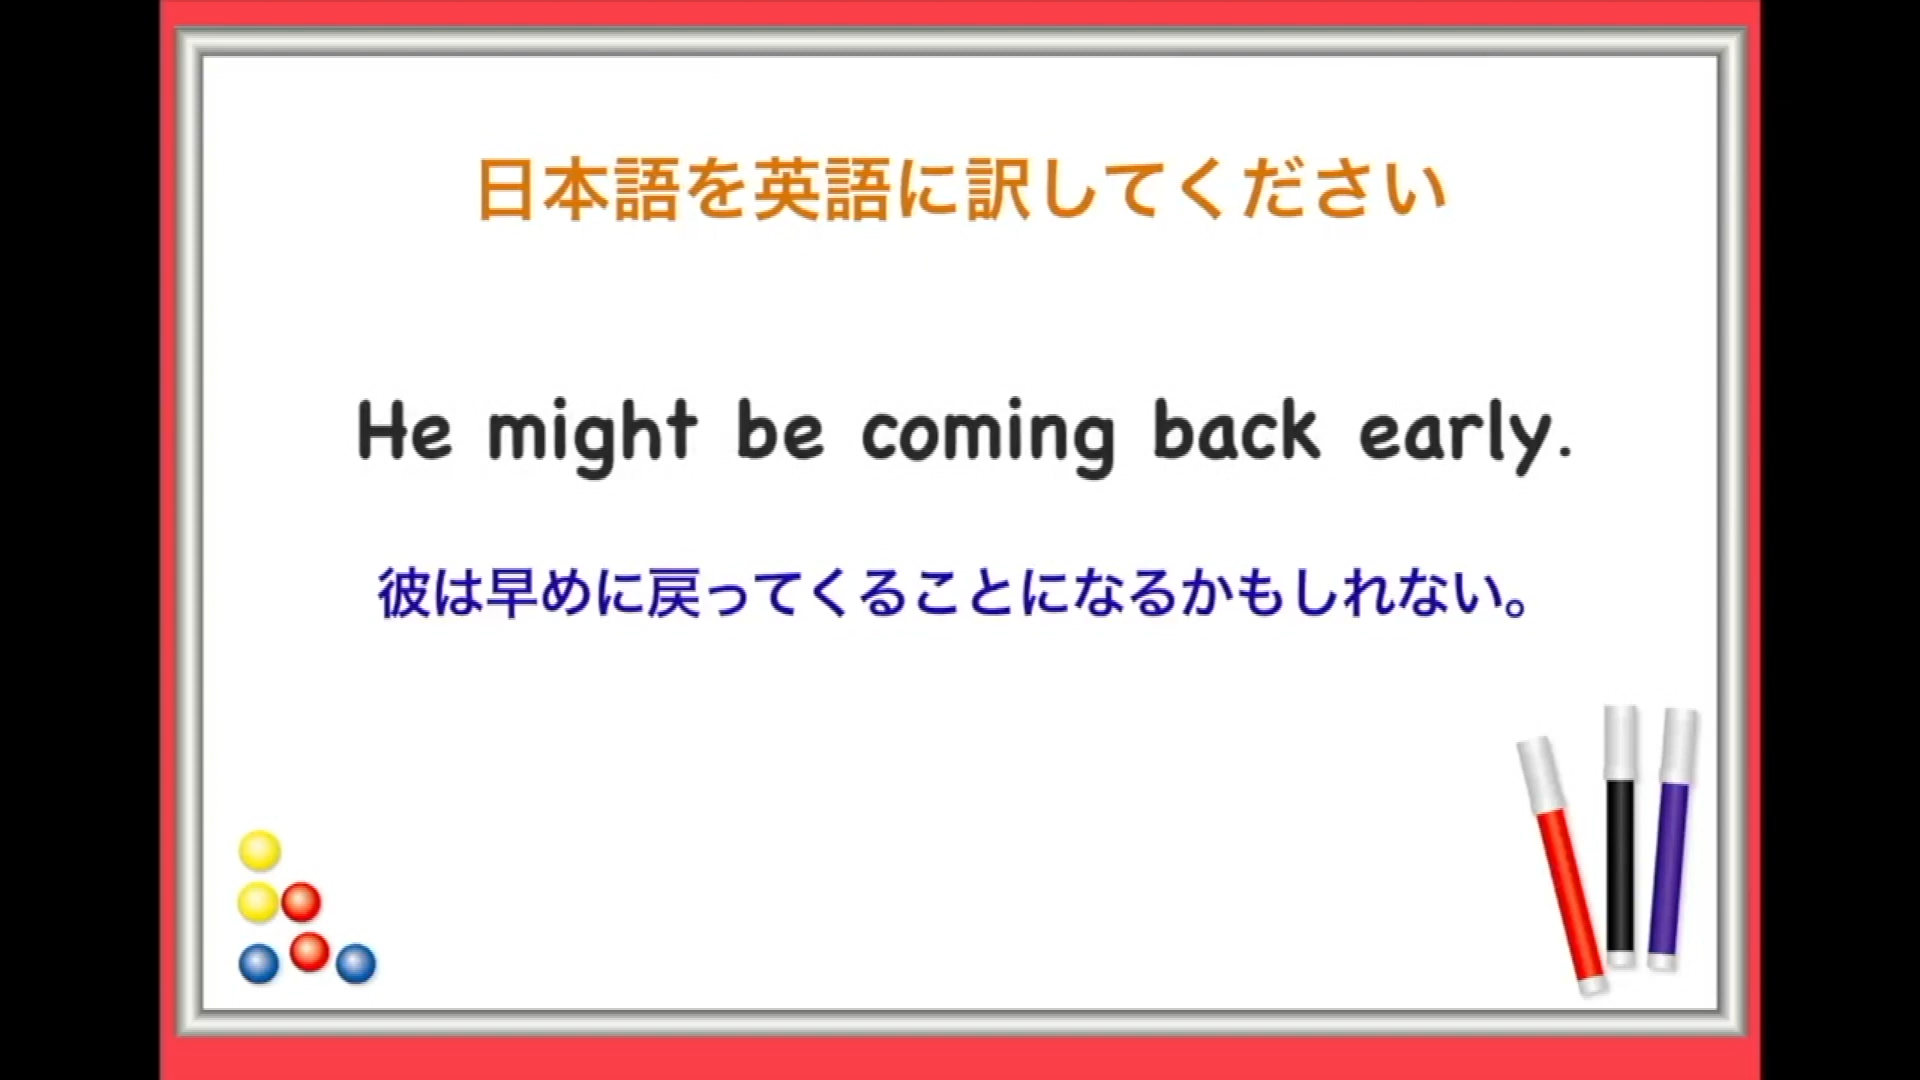 日本語を英語に訳してください
He might be coming back early.
彼は早めに戻ってくることになるかもしれない。